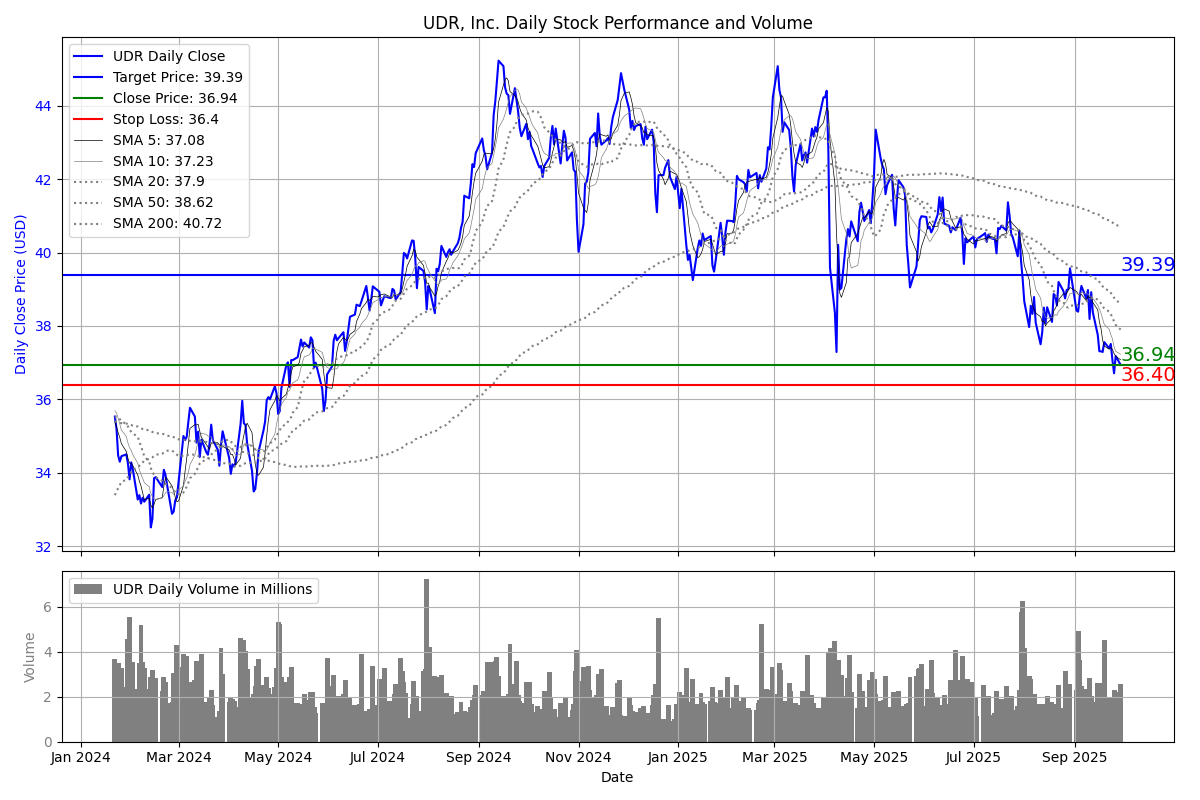 UDR, Inc. Daily Stock Performance and Volume
UDR Daily Close
Target Price: 39.39
Close Price: 36.94
Stop Loss: 36.4
SMA 5: 37.08
SMA 10: 37.23
SMA 20: 37.9
SMA 50: 38.62
SMA 200: 40.72
Daily Close Price (USD)
44
42
40
38
36
34
32
39.39
36.94
36.40
UDR Daily Volume in Millions
Volume
6
4
2
0
Jan 2024 Mar 2024 May 2024 Jul 2024 Sep 2024 Nov 2024 Jan 2025 Mar 2025 May 2025 Jul 2025 Sep 2025
Date